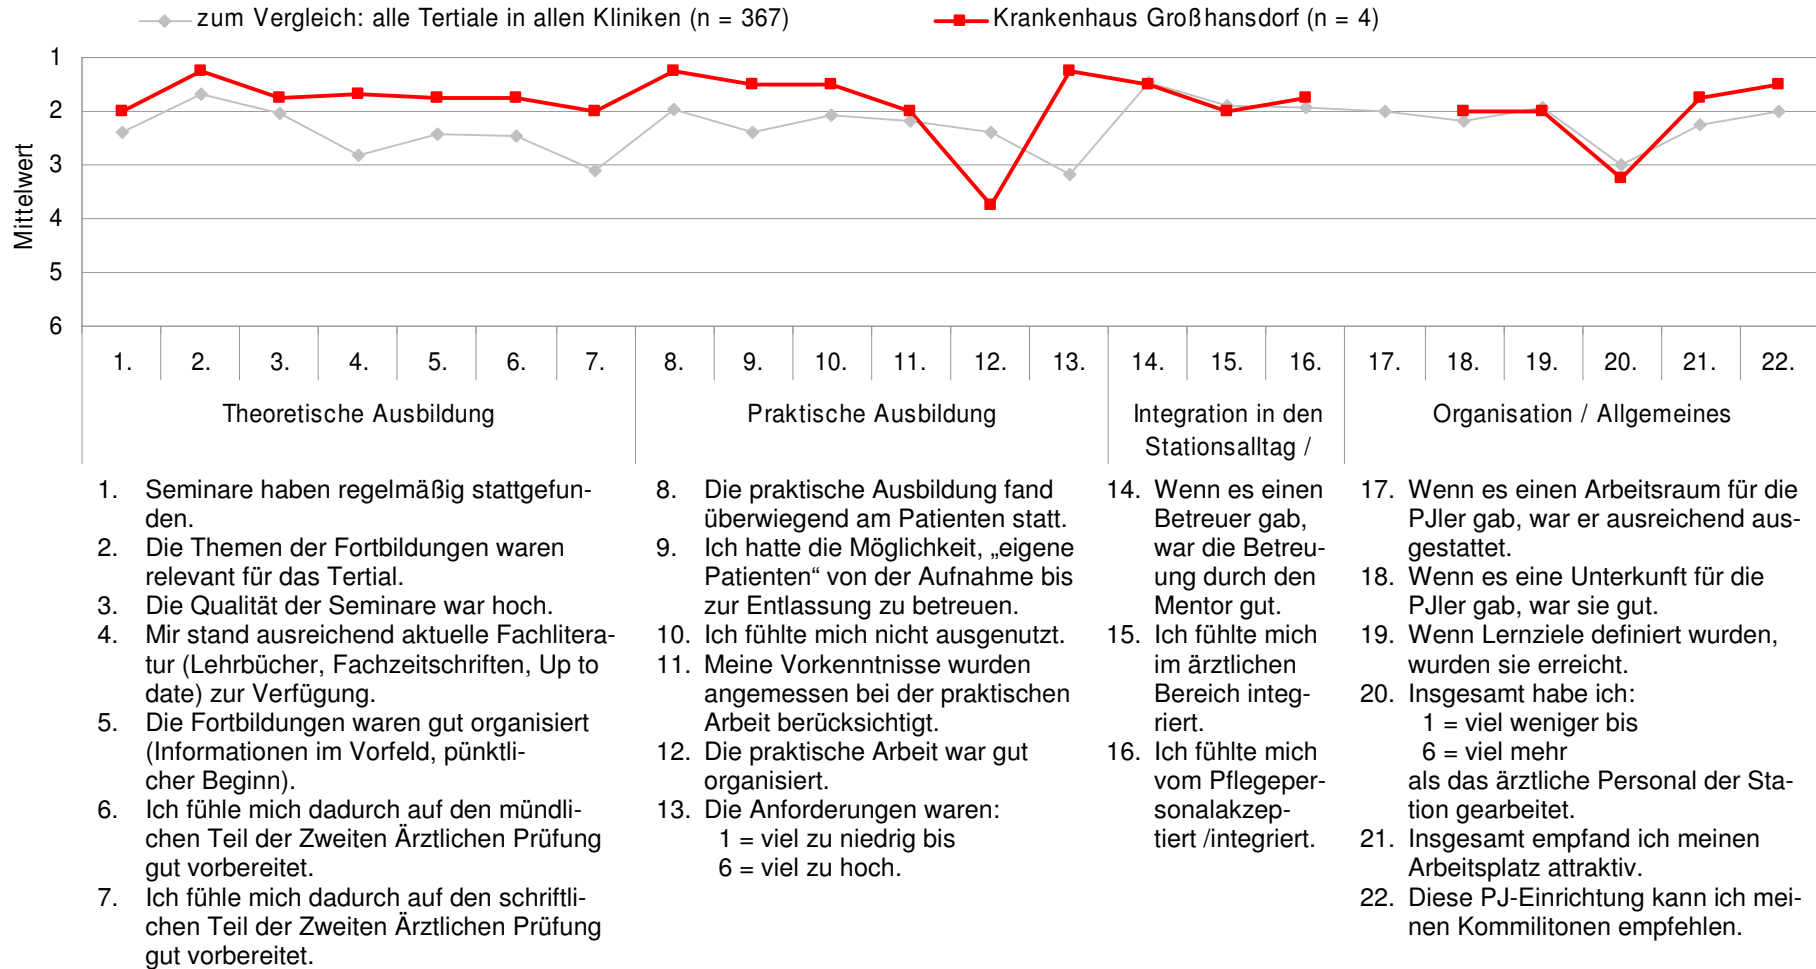 zum Vergleich: alle Tertiale in allen Kliniken (n = 367)
Krankenhaus Großhansdorf (n = 4)
Mittelwert
1
2
3
4
5
6
1. 2. 3. 4. 5. 6. 7. 8. 9. 10. 11. 12. 13. 14. 15. 16. 17. 18. 19. 20. 21. 22.
Theoretische Ausbildung
Praktische Ausbildung
Integration in den
Stationsalltag /
Organisation / Allgemeines
1. Seminare haben regelmäßig stattgefun-
den.
2. Die Themen der Fortbildungen waren
relevant für das Tertial.
3. Die Qualität der Seminare war hoch.
4. Mir stand ausreichend aktuelle Fachlitera-
tur (Lehrbücher, Fachzeitschriften, Up to
date) zur Verfügung.
5. Die Fortbildungen waren gut organisiert
(Informationen im Vorfeld, pünktli-
cher Beginn).
6. Ich fühle mich dadurch auf den mündli-
chen Teil der Zweiten Ärztlichen Prüfung
gut vorbereitet.
7. Ich fühle mich dadurch auf den schriftli-
chen Teil der Zweiten Ärztlichen Prüfung
gut vorbereitet.
8. Die praktische Ausbildung fand
überwiegend am Patienten statt.
9. Ich hatte die Möglichkeit, „eigene
Patienten“ von der Aufnahme bis
zur Entlassung zu betreuen.
10. Ich fühlte mich nicht ausgenutzt.
11. Meine Vorkenntnisse wurden
angemessen bei der praktischen
Arbeit berücksichtigt.
12. Die praktische Arbeit war gut
organisiert.
13. Die Anforderungen waren:
1 = viel zu niedrig bis
6 = viel zu hoch.
14. Wenn es einen
Betreuer gab,
war die Betreu-
ung durch den
Mentor gut.
15. Ich fühlte mich
im ärztlichen
Bereich integ-
riert.
16. Ich fühlte mich
vom Pflegeper-
sonalakzep-
tiert /integriert.
17. Wenn es einen Arbeitsraum für die
PJler gab, war er ausreichend aus-
gestattet.
18. Wenn es eine Unterkunft für die
PJler gab, war sie gut.
19. Wenn Lernziele definiert wurden,
wurden sie erreicht.
20. Insgesamt habe ich:
1 = viel weniger bis
6 = viel mehr
als das ärztliche Personal der Sta-
tion gearbeitet.
21. Insgesamt empfand ich meinen
Arbeitsplatz attraktiv.
22. Diese PJ-Einrichtung kann ich mei-
nen Kommilitonen empfehlen.